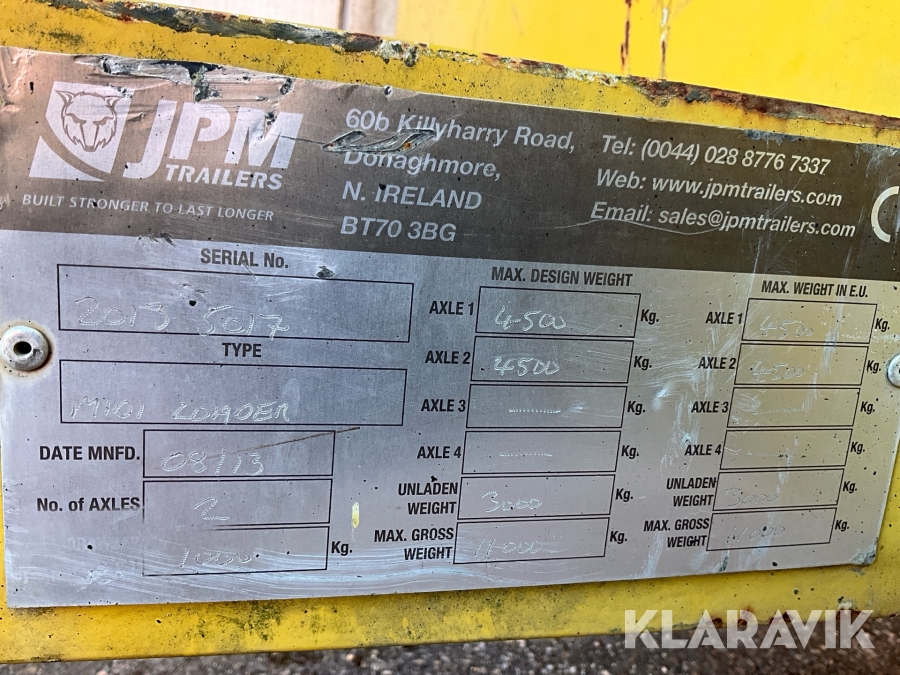 JPM
TRAILERS
BUILT STRONGER TO LAST LONGER
60b Killyharry Road,
Donaghmore,
N. IRELAND
BT70 3BG
Tel: (0044) 028 8776 7337
Web: www.jpmtrailers.com
Email: sales@jpmtrailers.com
SERIAL No.
2013 5017
TYPE
LOADER
DATE MNFD. 08/13
No. of AXLES 2
1000 Kg.
MAX. DESIGN WEIGHT
AXLE 1 4500 Kg.
AXLE 2 4500 Kg.
AXLE 3 Kg.
AXLE 4 Kg.
UNLADEN WEIGHT 3000 Kg.
MAX. GROSS WEIGHT 11000 Kg.
MAX. WEIGHT IN E.U.
AXLE 1 4500 Kg.
AXLE 2 4500 Kg.
AXLE 3 Kg.
AXLE 4 Kg.
UNLADEN WEIGHT 3000 Kg.
MAX. GROSS WEIGHT 11000 Kg.
KLARAVIK